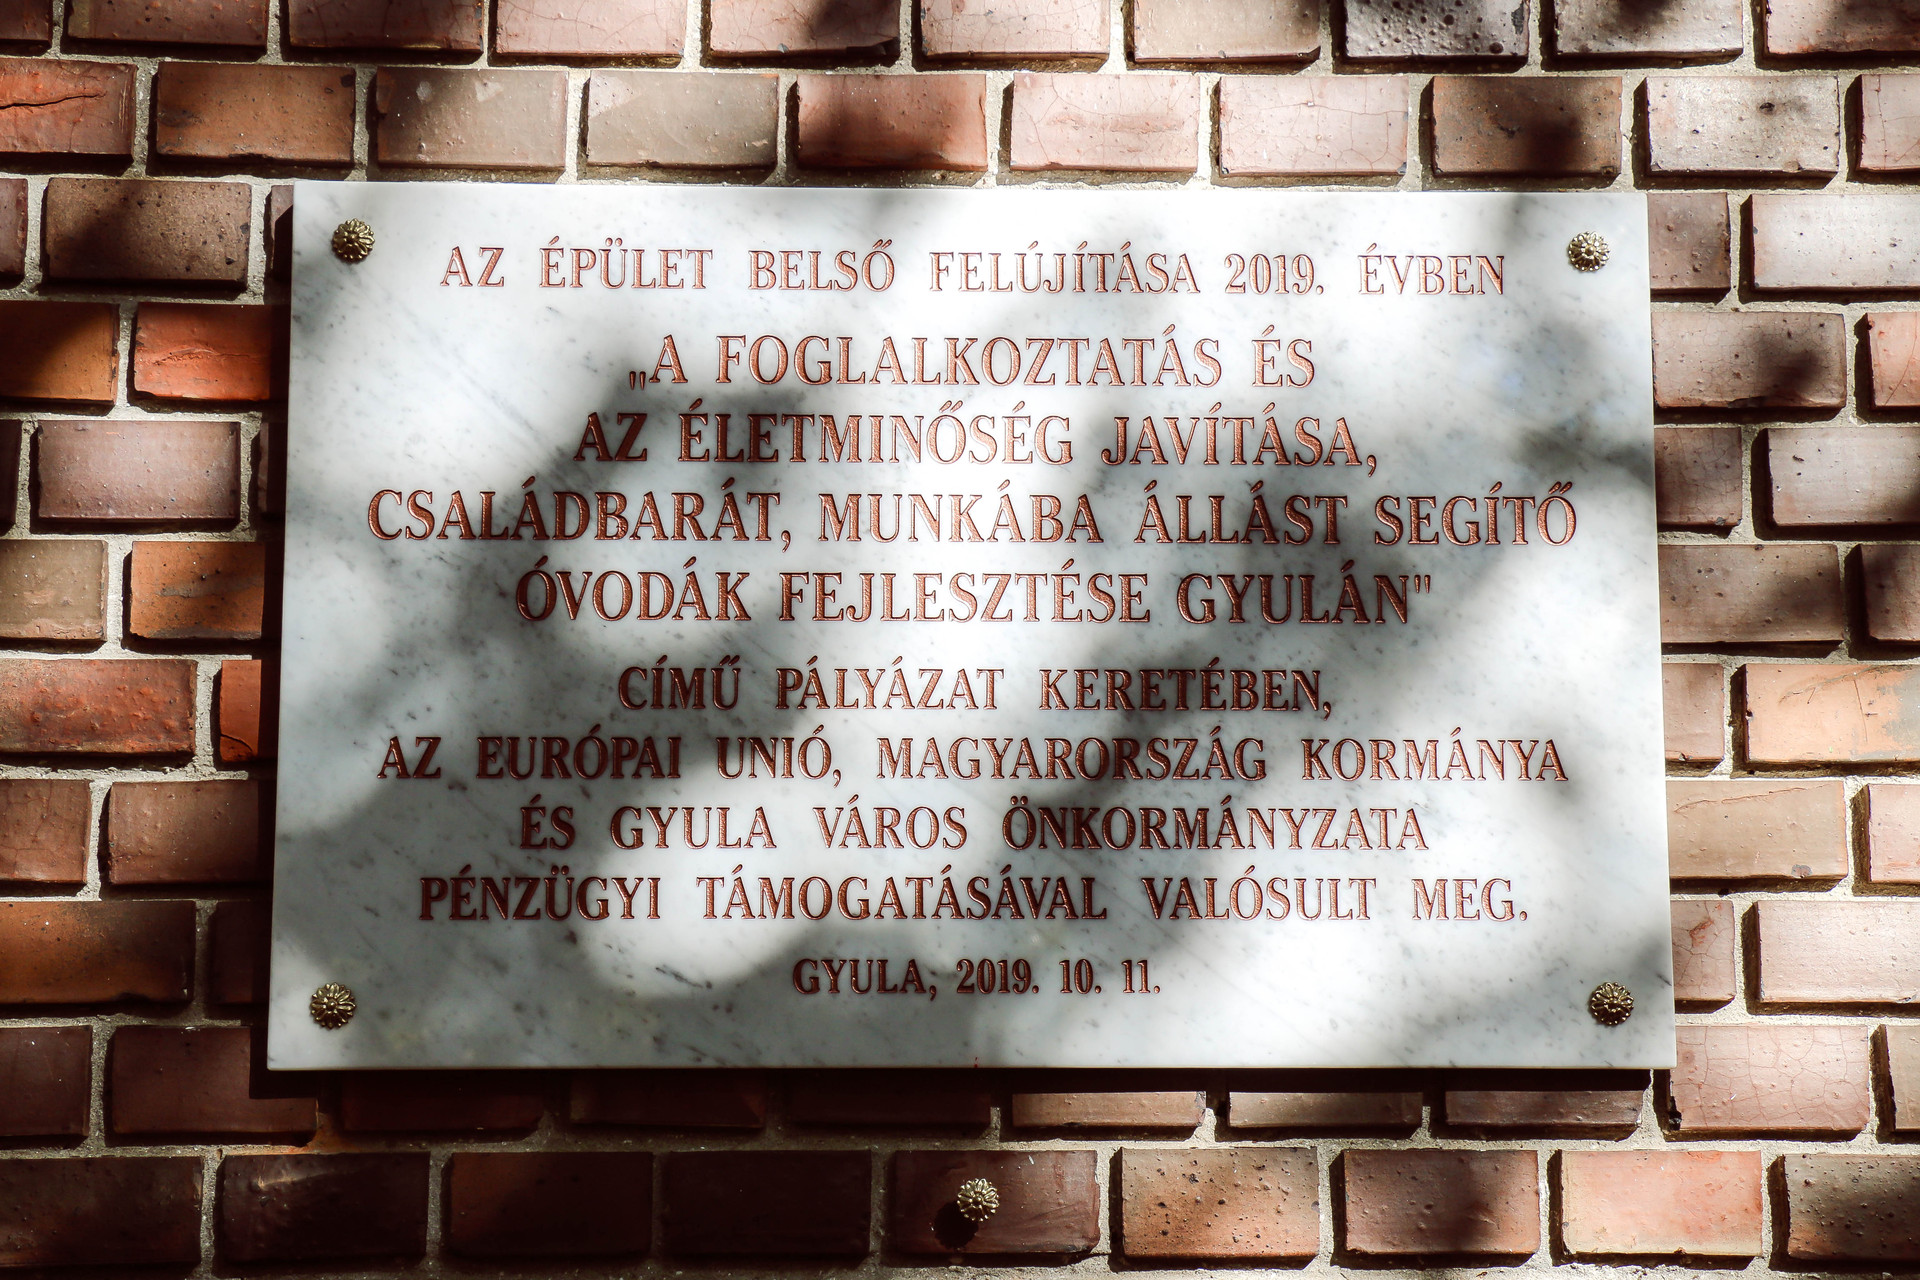 AZ ÉPÜLET BELSŐ FELÚJÍTÁSA 2019. ÉVBEN
„A FOGLALKOZTATÁS ÉS
AZ ÉLETMINŐSÉG JAVÍTÁSA,
CSALÁDBARÁT, MUNKÁBA ÁLLÁST SEGÍTŐ
ÓVODÁK FEJLESZTÉSE GYULÁN"
CÍMŰ PÁLYÁZAT KERETÉBEN,
AZ EURÓPAI UNIÓ, MAGYARORSZÁG KORMÁNYA
ÉS GYULA VÁROS ÖNKORMÁNYZATA
PÉNZÜGYI TÁMOGATÁSÁVAL VALÓSULT MEG.
GYULA, 2019. 10. 11.